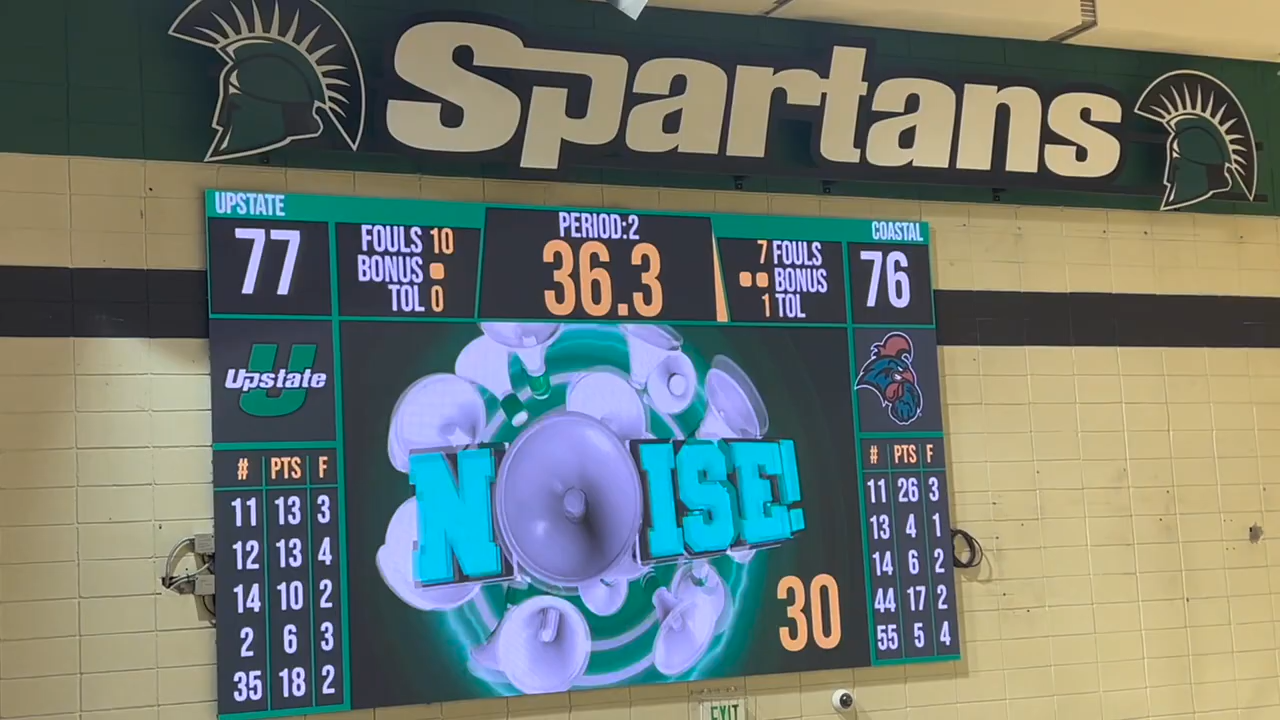 Spartans
UPSTATE
77
FOULS 10
BONUS
TOL 0
PERIOD:2
36.3
7 FOULS
BONUS
1 TOL
COASTAL
76
U
Upstate
NOISE!
30
# PTS F
11 13 3
12 13 4
14 10 2
2 6 3
35 18 2
# PTS F
11 26 3
13 4 1
14 6 2
44 17 2
55 5 4
EXIT